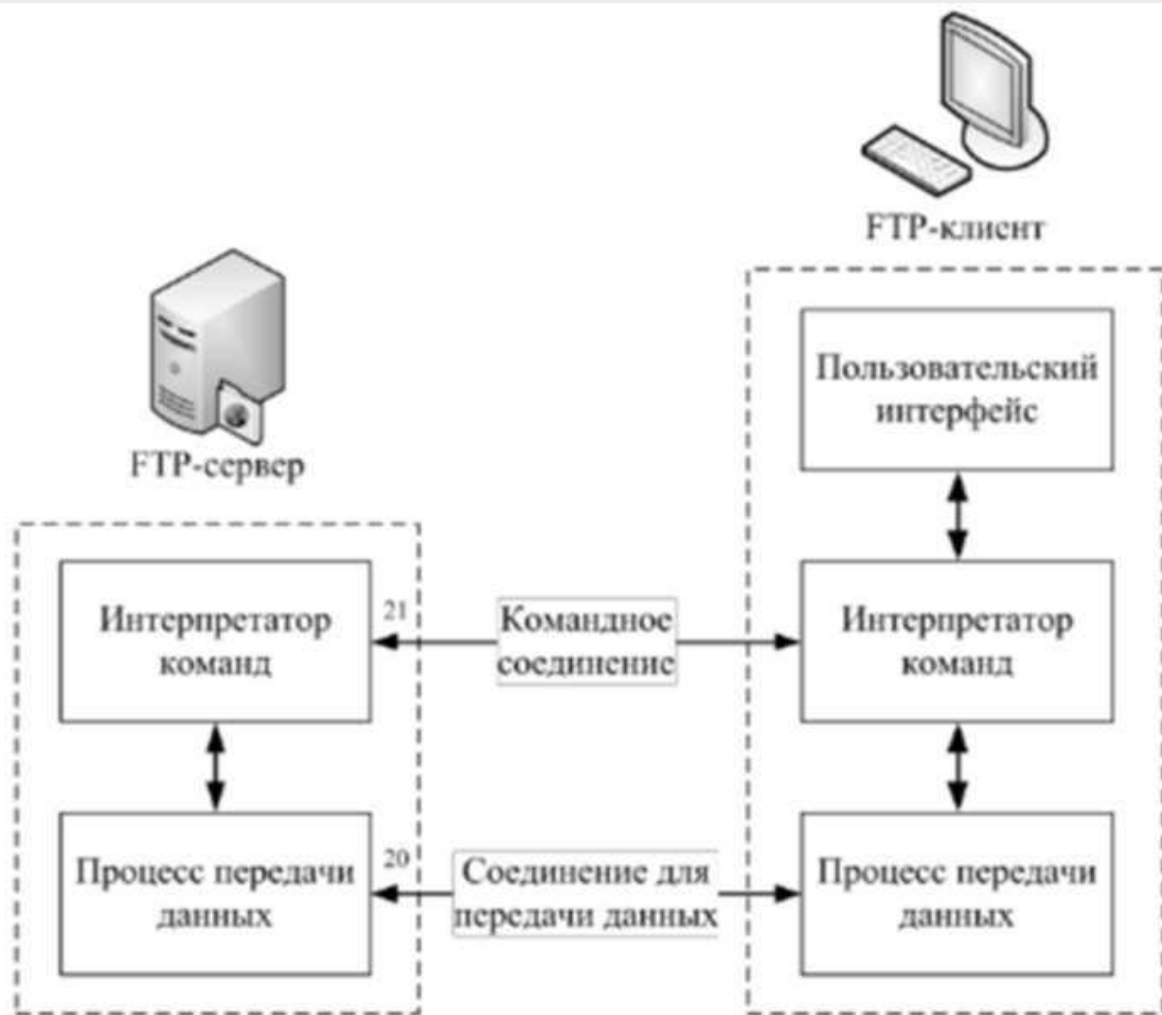 FTP-клиент
FTP-сервер
Пользовательский
интерфейс
Интерпретатор
команд
21
Командное
соединение
Интерпретатор
команд
Процесс передачи
данных
20
Соединение для
передачи данных
Процесс передачи
данных